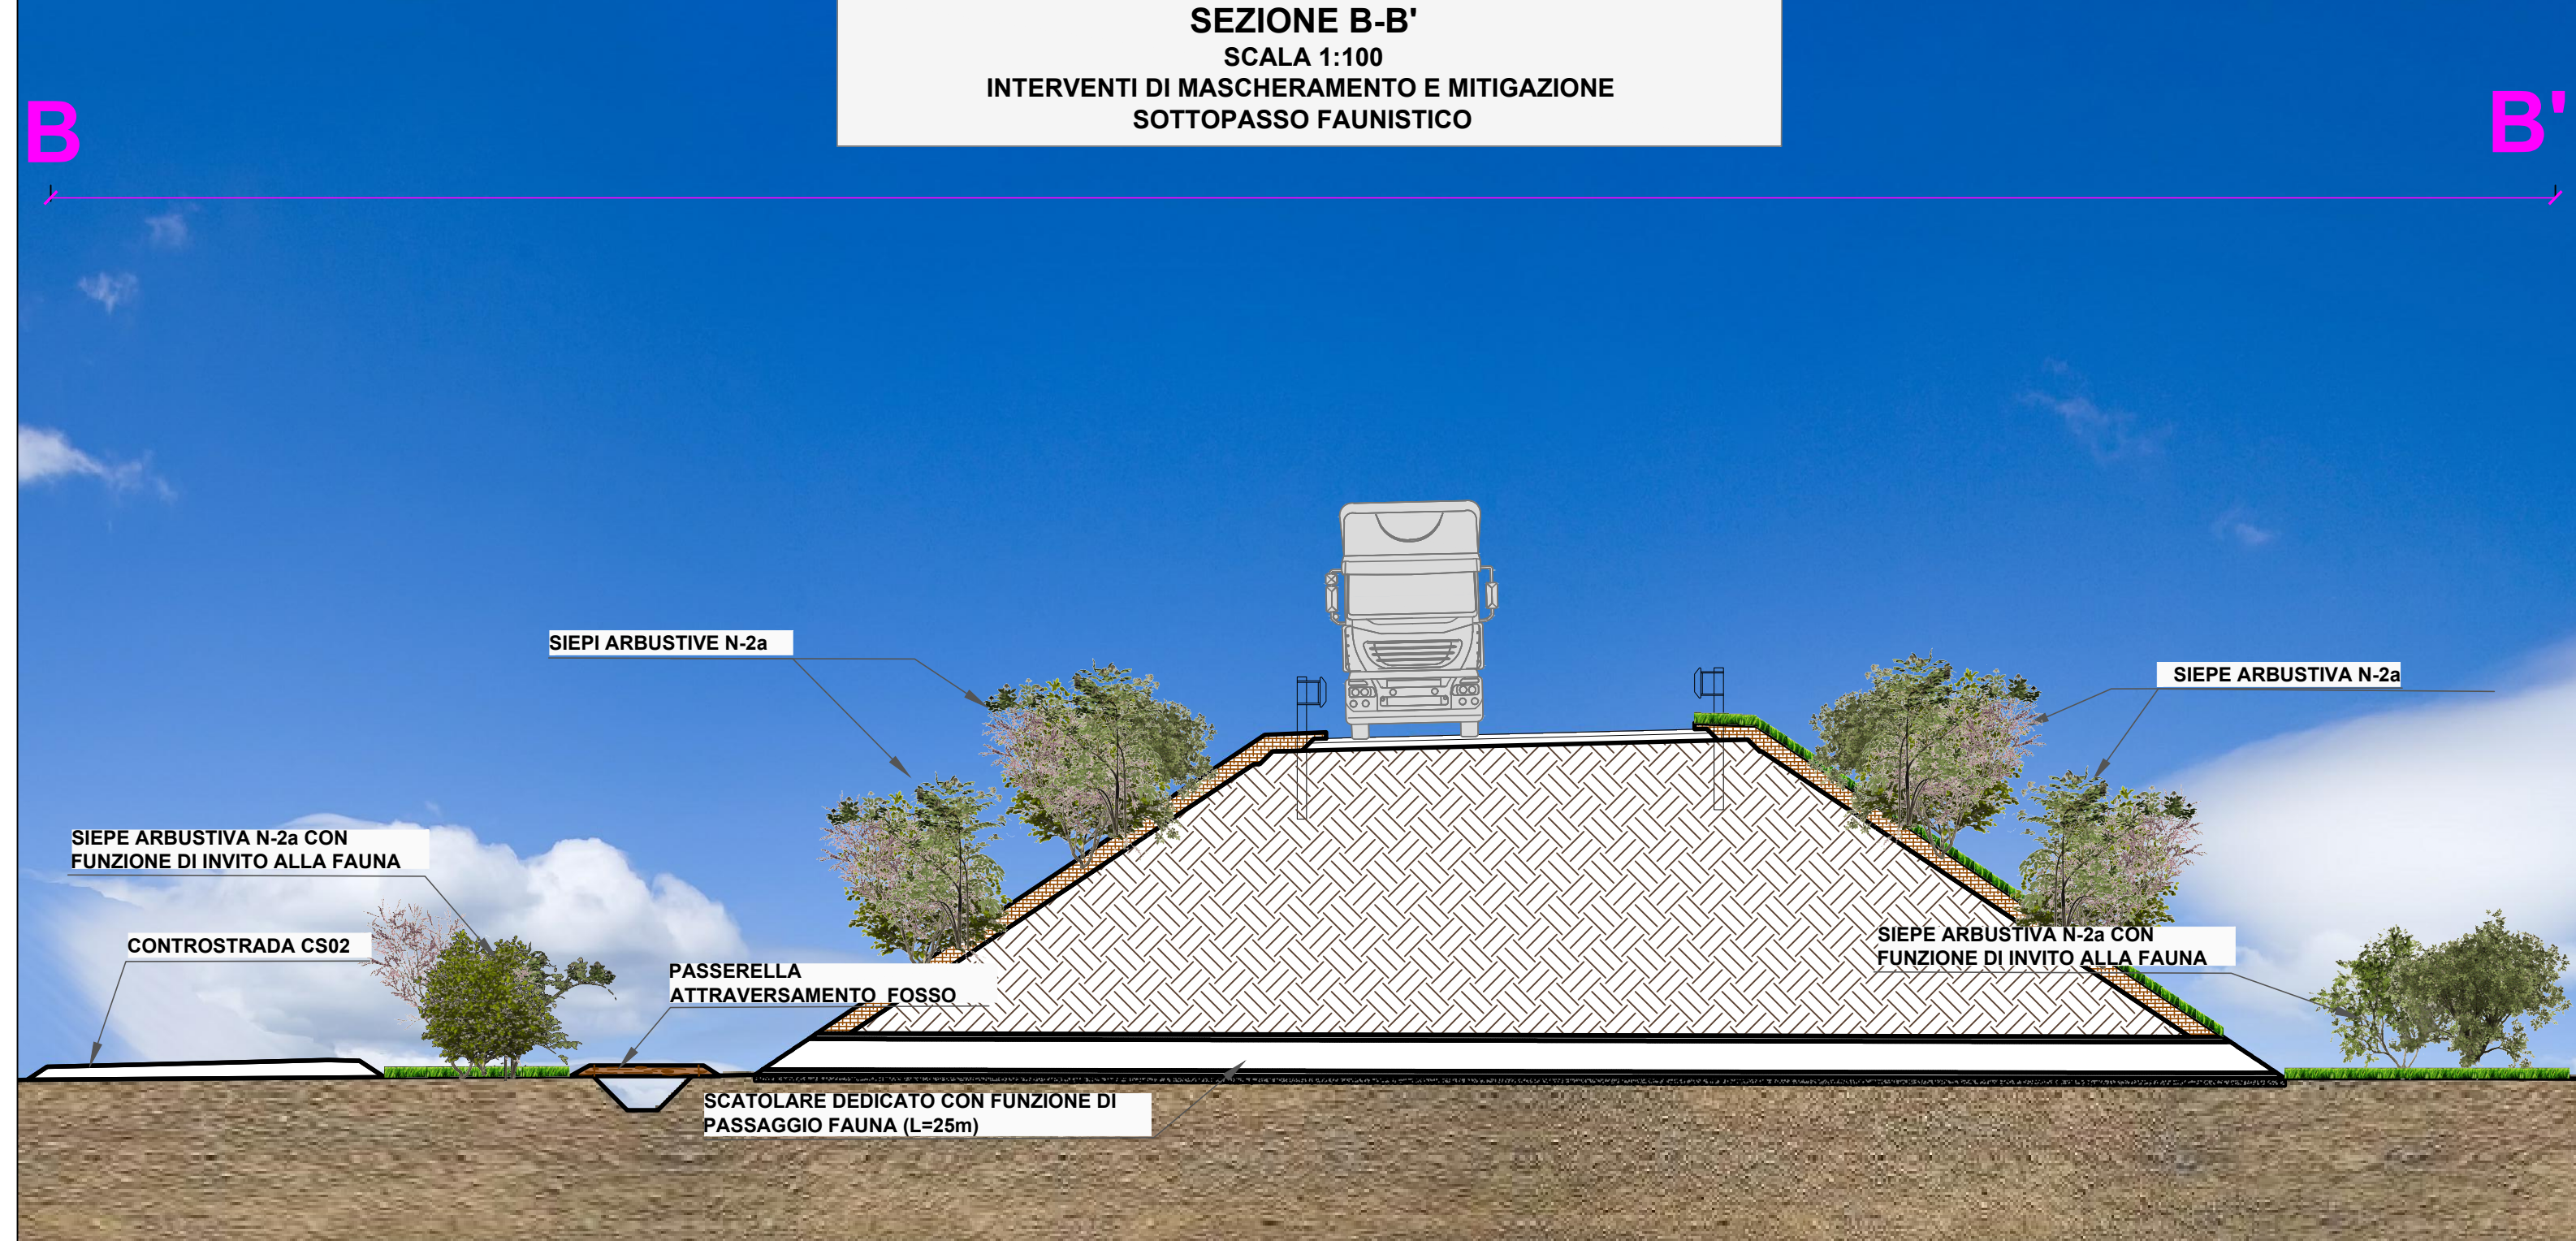 SEZIONE B-B'
SCALA 1:100
INTERVENTI DI MASCHERAMENTO E MITIGAZIONE
SOTTOPASSO FAUNISTICO
B
B'
SIEPI ARBUSTIVE N-2a
SIEPE ARBUSTIVA N-2a
SIEPE ARBUSTIVA N-2a CON
FUNZIONE DI INVITO ALLA FAUNA
CONTROSTRADA CS02
PASSERELLA
ATTRAVERSAMENTO FOSSO
SIEPE ARBUSTIVA N-2a CON
FUNZIONE DI INVITO ALLA FAUNA
SCATOLARE DEDICATO CON FUNZIONE DI
PASSAGGIO FAUNA (L=25m)